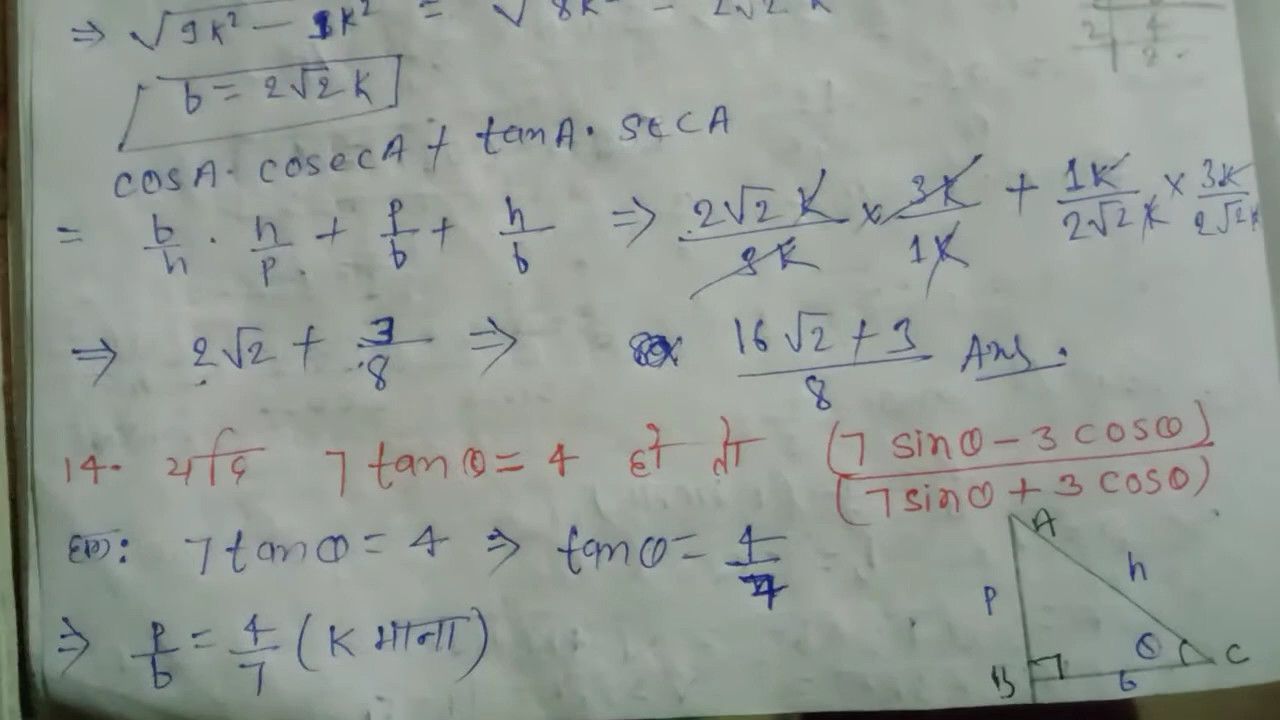 ⇒ √9k² − 1k² = √8k² = 2√2 k
b = 2√2 k
cosA · cosecA + tanA · secA
= b/h · h/p + p/b + h/b ⇒ 2√2 k/3k × 3k/1k + 1k/2√2 k × 3k/2√2 k
⇒ 2√2 + 3/8 ⇒ 16√2 + 3/8 Ans.
14. यदि 7 tanθ = 4 हो तो (7 sinθ − 3 cosθ)/(7 sinθ + 3 cosθ)
हल: 7 tanθ = 4 ⇒ tanθ = 4/7
⇒ p/b = 4/7 (K माना)
A
h
p
θ
B
b
C